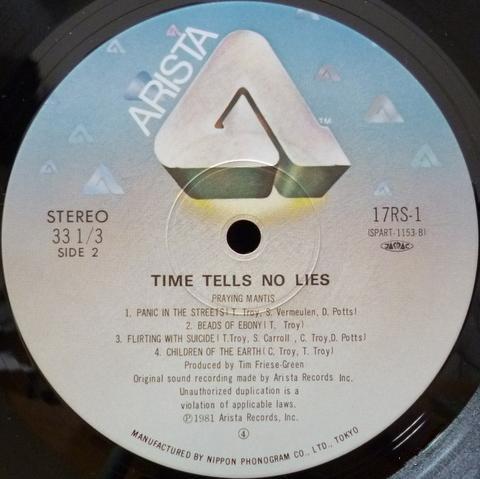 ARISTA
TM
STEREO
33 1/3
SIDE 2
17RS-1
(SPART-1153-B)
JASRAC
TIME TELLS NO LIES
PRAYING MANTIS
1. PANIC IN THE STREETS(T. Troy, S. Vermeulen, D. Potts)
2. BEADS OF EBONY(T. Troy)
3. FLIRTING WITH SUICIDE(T.Troy, S. Carroll, C. Troy,D. Potts)
4. CHILDREN OF THE EARTH(C. Troy, T. Troy)
Produced by Tim Friese-Green
Original sound recording made by Arista Records Inc.
Unauthorized duplication is a
violation of applicable laws.
Ⓟ1981 Arista Records, Inc.
④
MANUFACTURED BY NIPPON PHONOGRAM CO., LTD., TOKYO